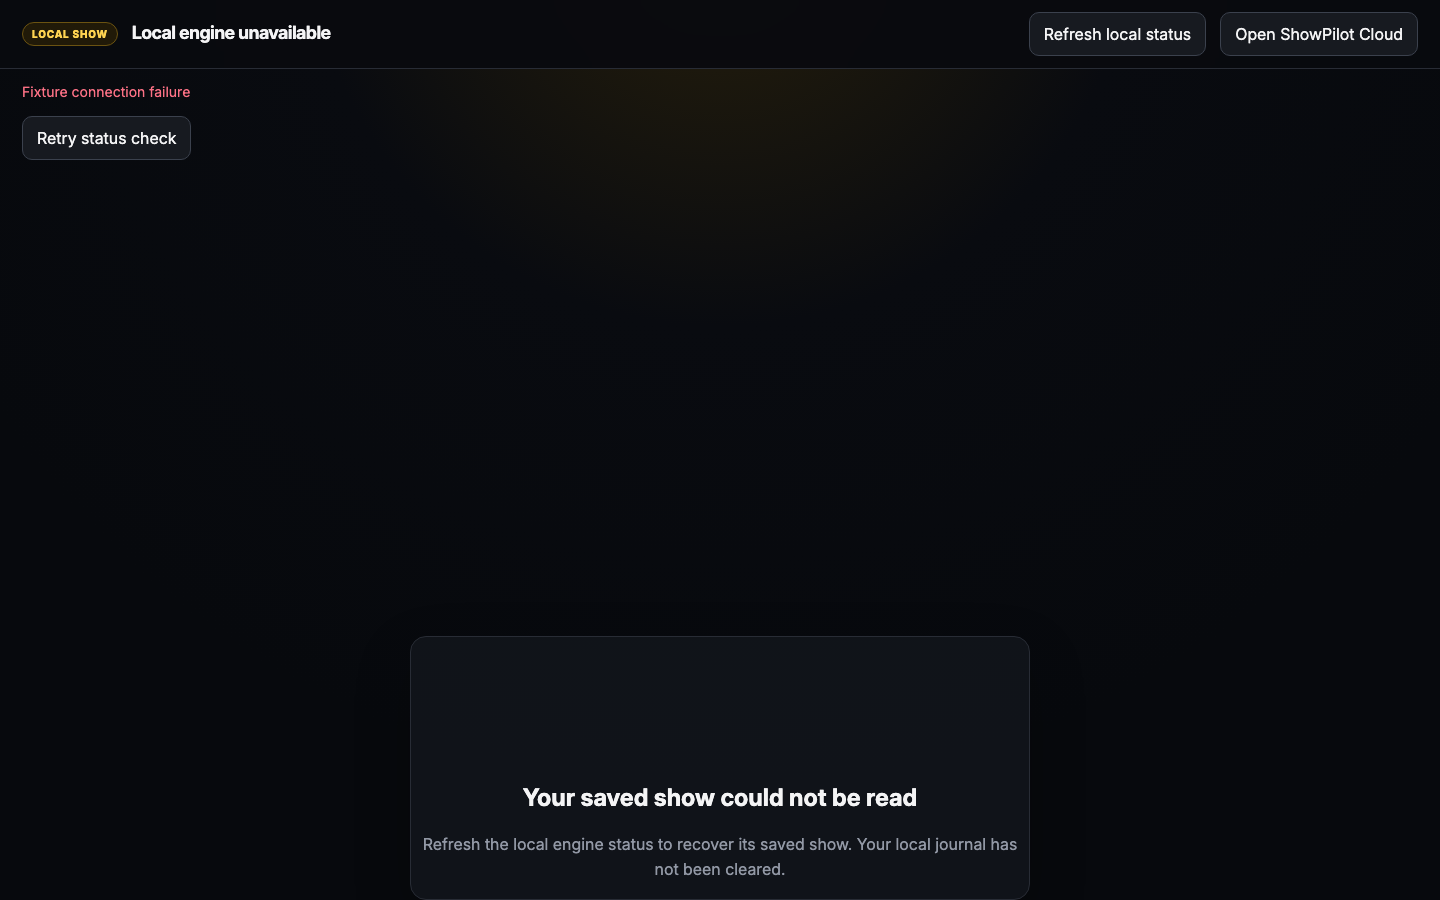 LOCAL SHOW
Local engine unavailable
Refresh local status
Open ShowPilot Cloud
Fixture connection failure
Retry status check
Your saved show could not be read
Refresh the local engine status to recover its saved show. Your local journal has
not been cleared.